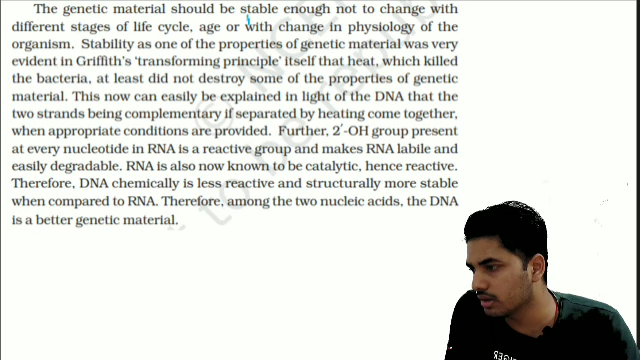 The genetic material should be stable enough not to change with
different stages of life cycle, age or with change in physiology of the
organism. Stability as one of the properties of genetic material was very
evident in Griffith's 'transforming principle' itself that heat, which killed
the bacteria, at least did not destroy some of the properties of genetic
material. This now can easily be explained in light of the DNA that the
two strands being complementary if separated by heating come together,
when appropriate conditions are provided. Further, 2'-OH group present
at every nucleotide in RNA is a reactive group and makes RNA labile and
easily degradable. RNA is also now known to be catalytic, hence reactive.
Therefore, DNA chemically is less reactive and structurally more stable
when compared to RNA. Therefore, among the two nucleic acids, the DNA
is a better genetic material.